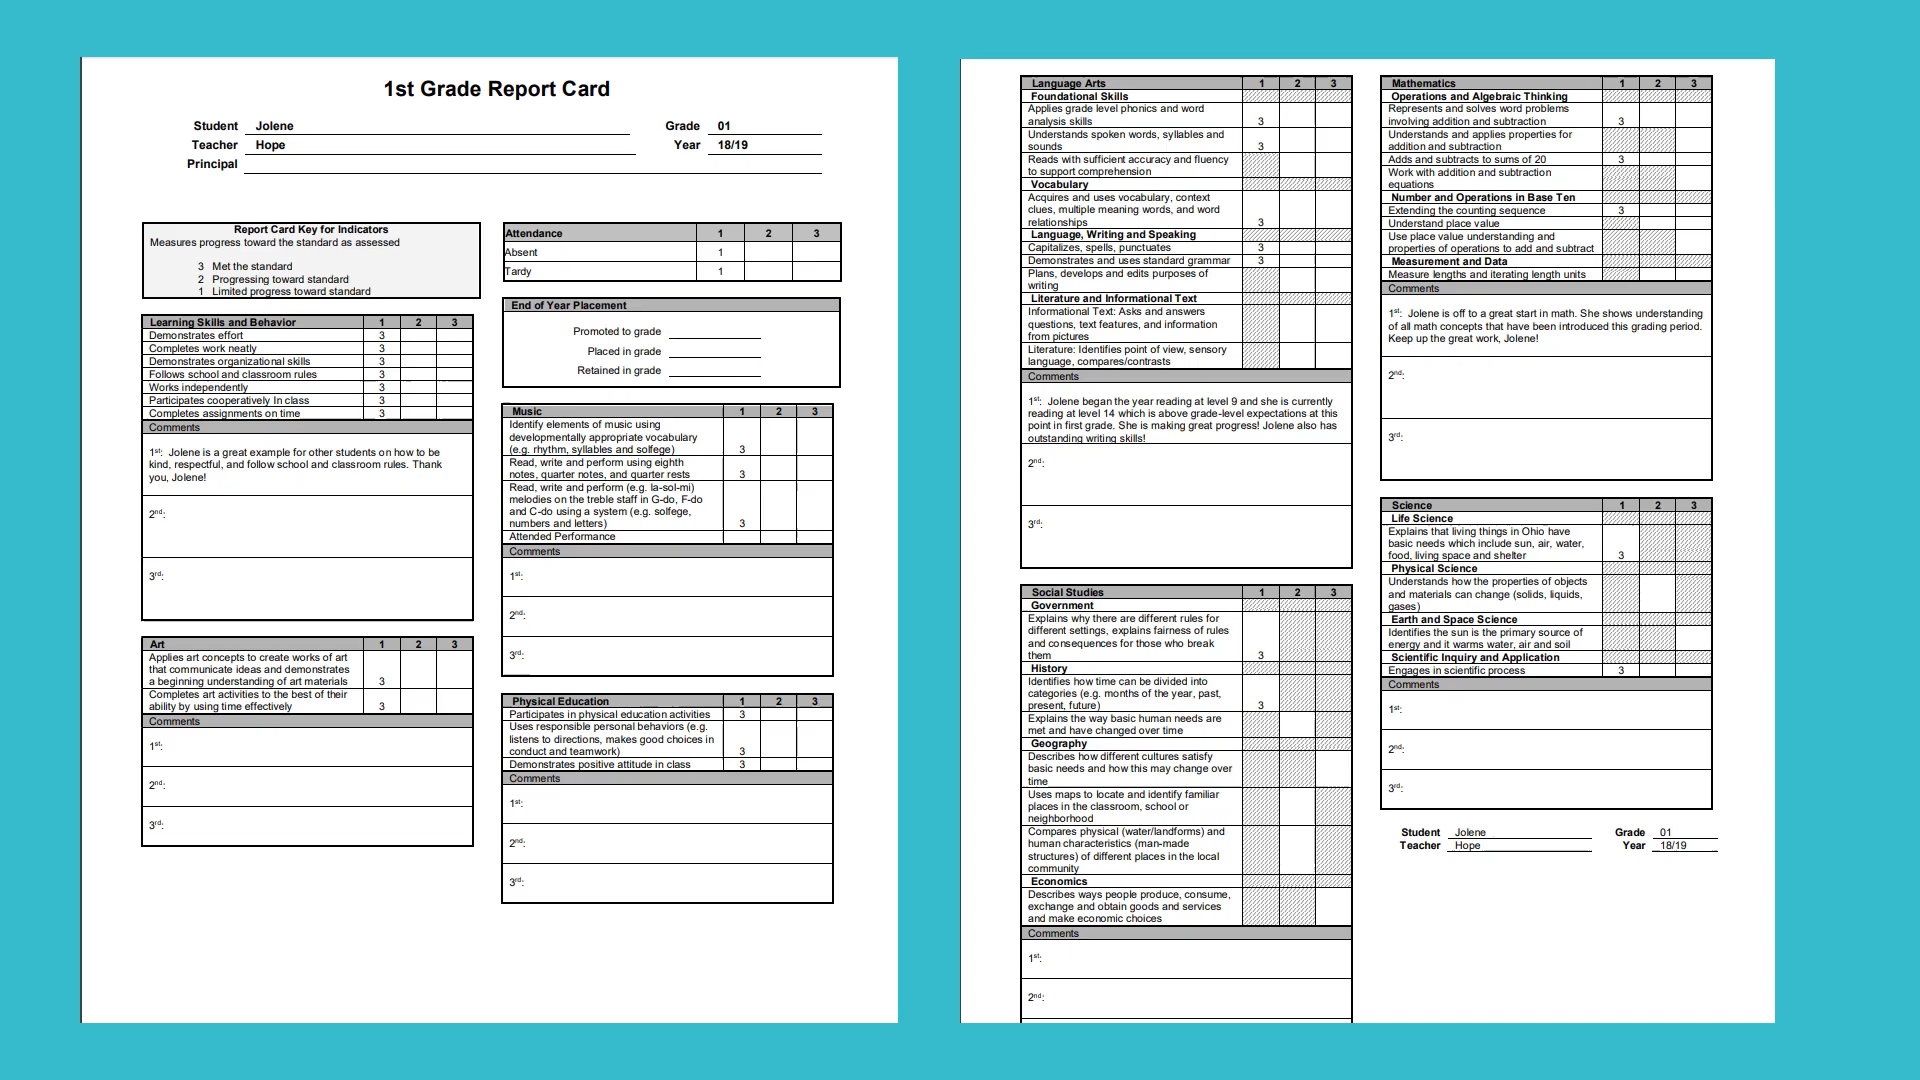 1st Grade Report Card
Student Jolene Grade 01
Teacher Hope Year 18/19
Principal
Report Card Key for Indicators
Measures progress toward the standard as assessed
3 Met the standard
2 Progressing toward standard
1 Limited progress toward standard
Learning Skills and Behavior 1 2 3
Demonstrates effort 3
Completes work neatly 3
Demonstrates organizational skills 3
Follows school and classroom rules 3
Works independently 3
Participates cooperatively In class 3
Completes assignments on time 3
Comments
1st: Jolene is a great example for other students on how to be
kind, respectful, and follow school and classroom rules. Thank
you, Jolene!
2nd:
3rd:
Art 1 2 3
Applies art concepts to create works of art
that communicate ideas and demonstrates
a beginning understanding of art materials 3
Completes art activities to the best of their
ability by using time effectively 3
Comments
1st:
2nd:
3rd:
Attendance 1 2 3
Absent 1
Tardy 1
End of Year Placement
Promoted to grade
Placed in grade
Retained in grade
Music 1 2 3
Identify elements of music using
developmentally appropriate vocabulary
(e.g. rhythm, syllables and solfege) 3
Read, write and perform using eighth
notes, quarter notes, and quarter rests 3
Read, write and perform (e.g. la-sol-mi)
melodies on the treble staff in G-do, F-do
and C-do using a system (e.g. solfege,
numbers and letters) 3
Attended Performance
Comments
1st:
2nd:
3rd:
Physical Education 1 2 3
Participates in physical education activities 3
Uses responsible personal behaviors (e.g.
listens to directions, makes good choices in
conduct and teamwork) 3
Demonstrates positive attitude in class 3
Comments
1st:
2nd:
3rd:
Language Arts 1 2 3
Foundational Skills
Applies grade level phonics and word
analysis skills 3
Understands spoken words, syllables and
sounds 3
Reads with sufficient accuracy and fluency
to support comprehension
Vocabulary
Acquires and uses vocabulary, context
clues, multiple meaning words, and word
relationships 3
Language, Writing and Speaking
Capitalizes, spells, punctuates 3
Demonstrates and uses standard grammar 3
Plans, develops and edits purposes of
writing
Literature and Informational Text
Informational Text: Asks and answers
questions, text features, and information
from pictures
Literature: Identifies point of view, sensory
language, compares/contrasts
Comments
1st: Jolene began the year reading at level 9 and she is currently
reading at level 14 which is above grade-level expectations at this
point in first grade. She is making great progress! Jolene also has
outstanding writing skills!
2nd:
3rd:
Social Studies 1 2 3
Government
Explains why there are different rules for
different settings, explains fairness of rules
and consequences for those who break
them 3
History
Identifies how time can be divided into
categories (e.g. months of the year, past,
present, future) 3
Explains the way basic human needs are
met and have changed over time
Geography
Describes how different cultures satisfy
basic needs and how this may change over
time
Uses maps to locate and identify familiar
places in the classroom, school or
neighborhood
Compares physical (water/landforms) and
human characteristics (man-made
structures) of different places in the local
community
Economics
Describes ways people produce, consume,
exchange and obtain goods and services
and make economic choices
Comments
1st:
2nd:
Mathematics 1 2 3
Operations and Algebraic Thinking
Represents and solves word problems
involving addition and subtraction 3
Understands and applies properties for
addition and subtraction
Adds and subtracts to sums of 20 3
Work with addition and subtraction
equations
Number and Operations in Base Ten
Extending the counting sequence 3
Understand place value
Use place value understanding and
properties of operations to add and subtract
Measurement and Data
Measure lengths and iterating length units
Comments
1st: Jolene is off to a great start in math. She shows understanding
of all math concepts that have been introduced this grading period.
Keep up the great work, Jolene!
2nd:
3rd:
Science 1 2 3
Life Science
Explains that living things in Ohio have
basic needs which include sun, air, water,
food, living space and shelter 3
Physical Science
Understands how the properties of objects
and materials can change (solids, liquids,
gases)
Earth and Space Science
Identifies the sun is the primary source of
energy and it warms water, air and soil
Scientific Inquiry and Application
Engages in scientific process 3
Comments
1st:
2nd:
3rd:
Student Jolene Grade 01
Teacher Hope Year 18/19